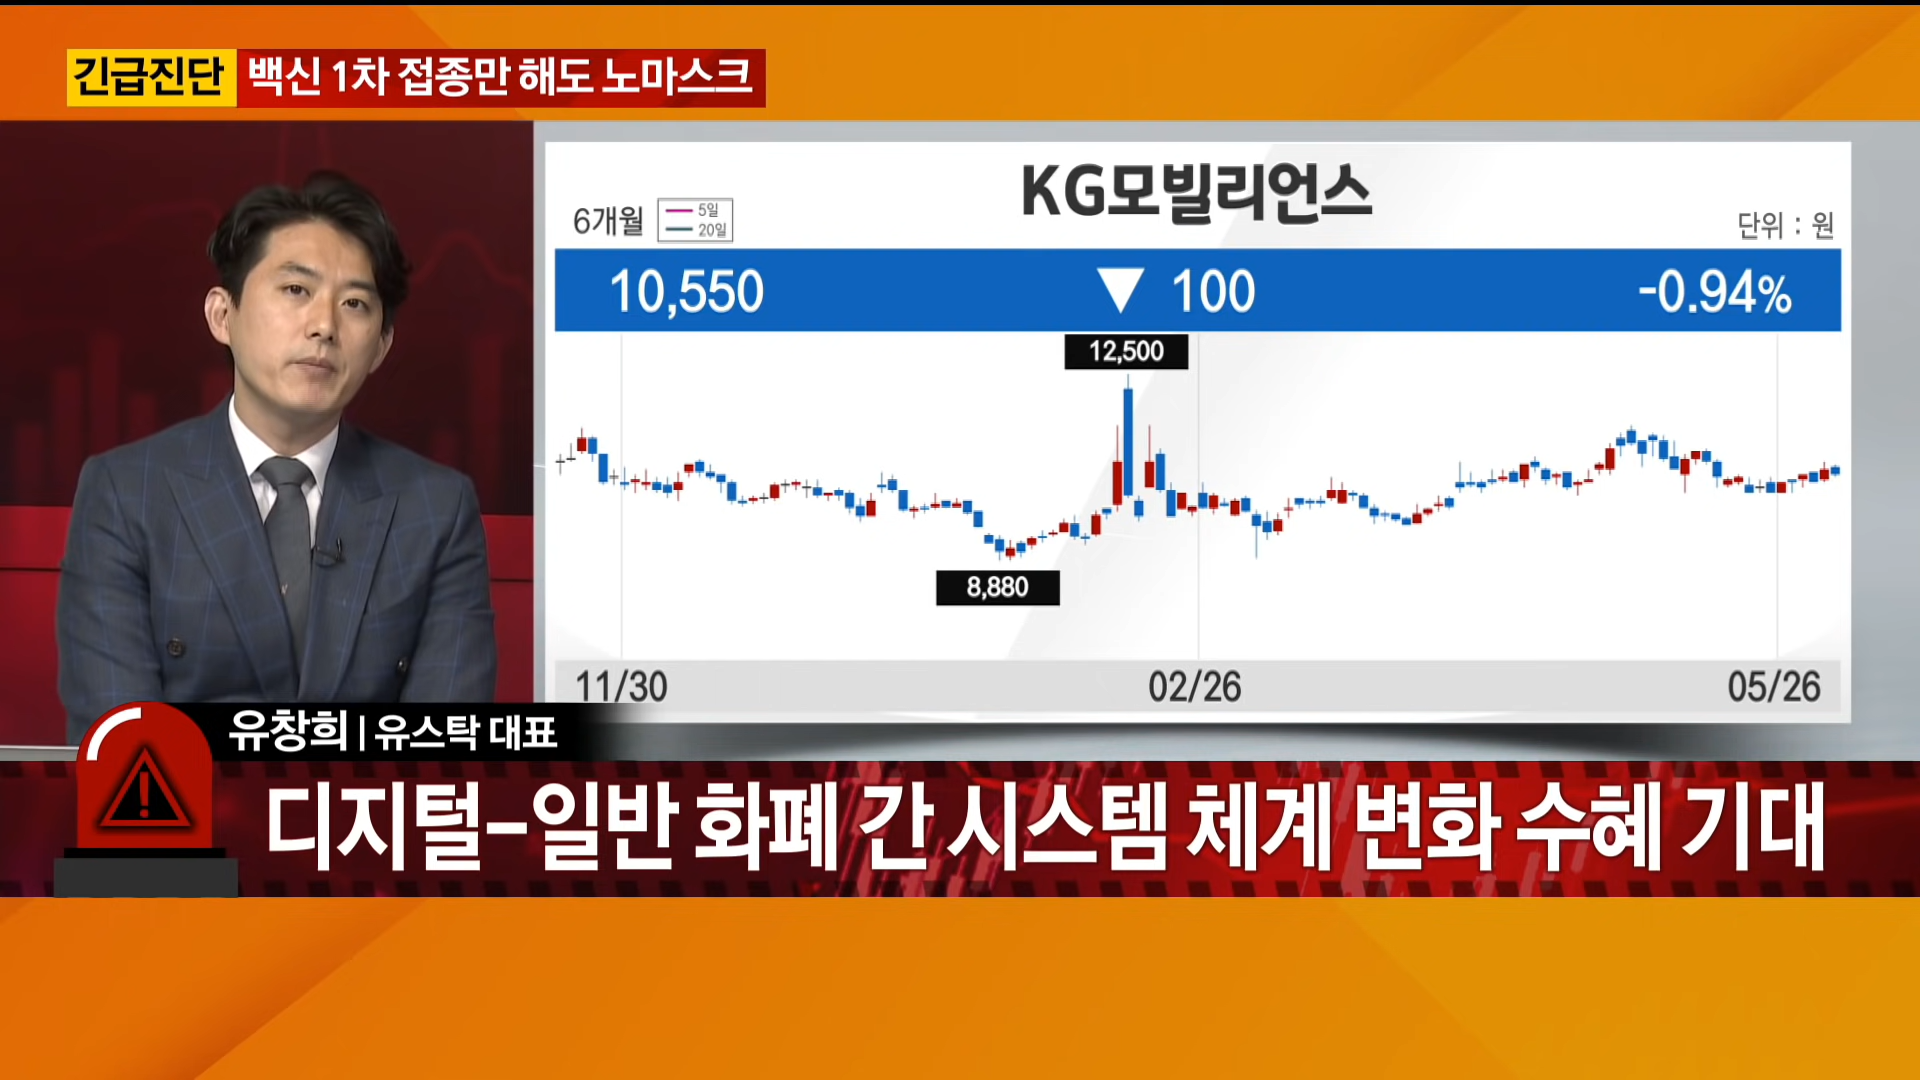 긴급진단 백신 1차 접종만 해도 노마스크
KG모빌리언스
6개월
5일
20일
단위 : 원
10,550 ▼ 100 -0.94%
12,500
8,880
11/30 02/26 05/26
유창희 | 유스탁 대표
디지털-일반 화폐 간 시스템 체계 변화 수혜 기대